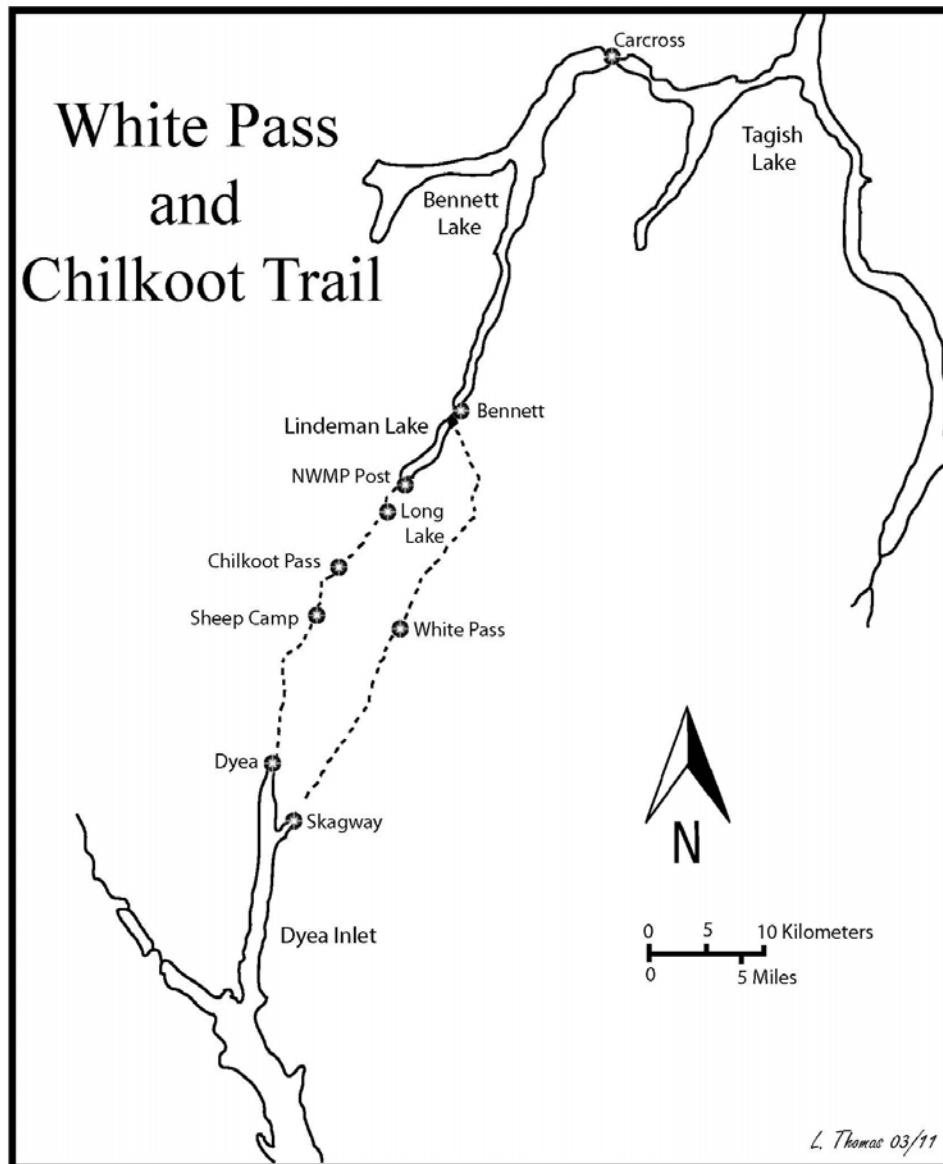 White Pass
and
Chilkoot Trail
Carcross
Tagish
Lake
Bennett
Lake
Bennett
Lindeman Lake
NWMP Post
Long
Lake
Chilkoot Pass
Sheep Camp
White Pass
Dyea
Skagway
Dyea Inlet
N
0 5 10 Kilometers
0 5 Miles
L. Thomas 03/11